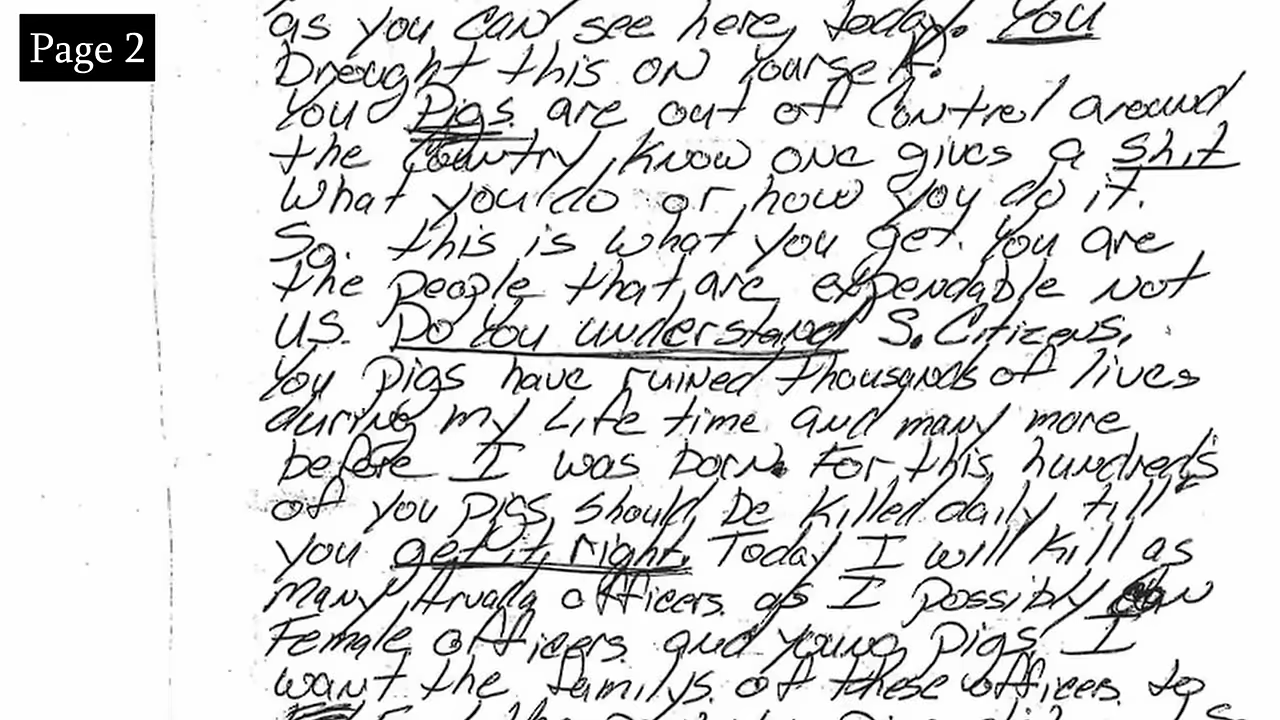 Page 2
as you can see here, today. You
Brought this on Yourself.
You Pigs are out of Control around
the Country, Know one gives a Shit
what you do or how you do it.
So. this is what you get. You are
the people that are expendable not
us. Do You understand S. Citizens.
You Pigs have ruined thousands of lives
during my Life time and many more
before I was born. For this hundreds
of you pigs should be killed daily till
you get it right. Today I will kill as
many Aruada officers as I possibly can
Female officers and young Pigs I
want the familys of these officers to